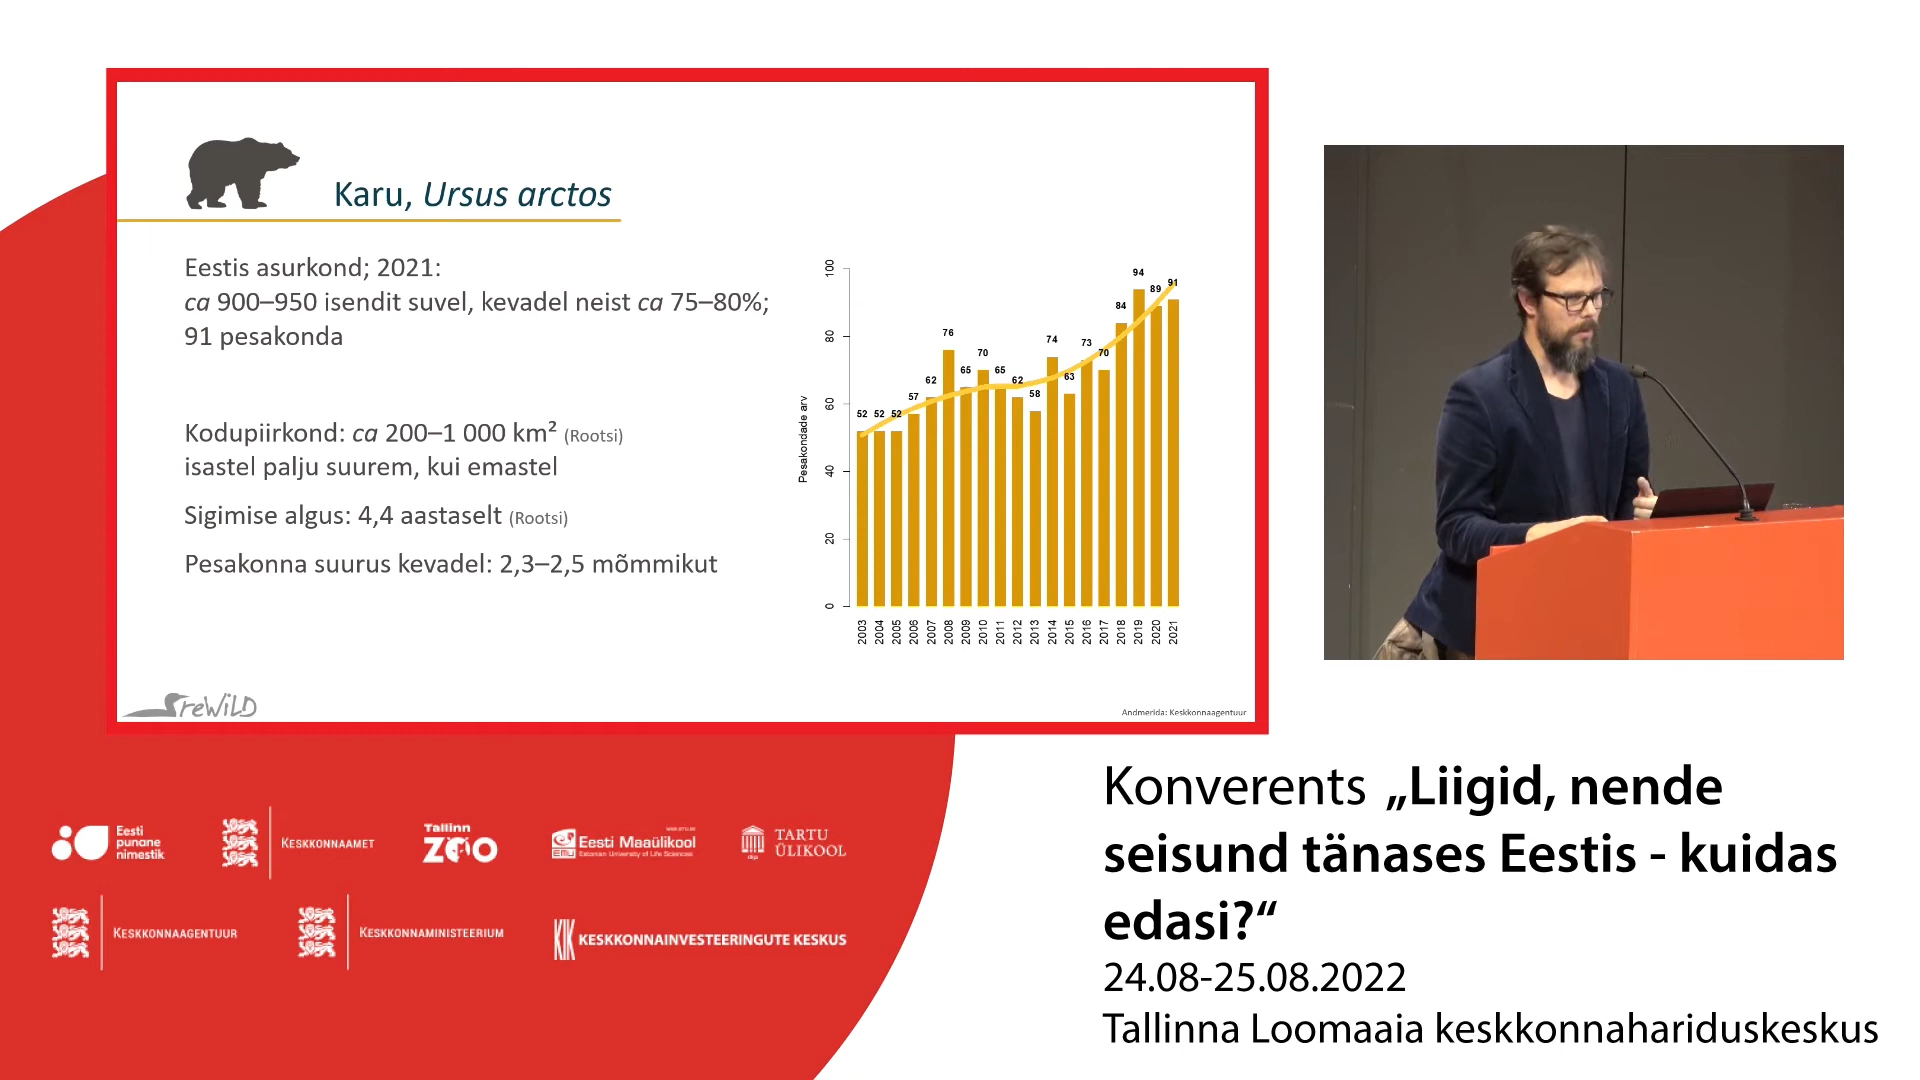 Karu, Ursus arctos
Eestis asurkond; 2021:
ca 900–950 isendit suvel, kevadel neist ca 75–80%;
91 pesakonda
Kodupiirkond: ca 200–1 000 km² (Rootsi)
isastel palju suurem, kui emastel
Sigimise algus: 4,4 aastaselt (Rootsi)
Pesakonna suurus kevadel: 2,3–2,5 mõmmikut
Pesakondade arv
100
80
60
40
20
0
52 52 52 57 62 76 65 70 65 62 58 74 63 73 70 84 94 89 91
2003 2004 2005 2006 2007 2008 2009 2010 2011 2012 2013 2014 2015 2016 2017 2018 2019 2020 2021
reWiLD
Andmerida: Keskkonnaagentuur
Konverents „Liigid, nende
seisund tänases Eestis - kuidas
edasi?“
24.08-25.08.2022
Tallinna Loomaaia keskkonnahariduskeskus
Eesti
punane
nimestik
KESKKONNAAMET
Tallinn
ZOO
www.emu.ee
EMU
Eesti Maaülikool
Estonian University of Life Sciences
1632
TARTU
ÜLIKOOL
KESKKONNAAGENTUUR
KESKKONNAMINISTEERIUM
KIK KESKKONNAINVESTEERINGUTE KESKUS